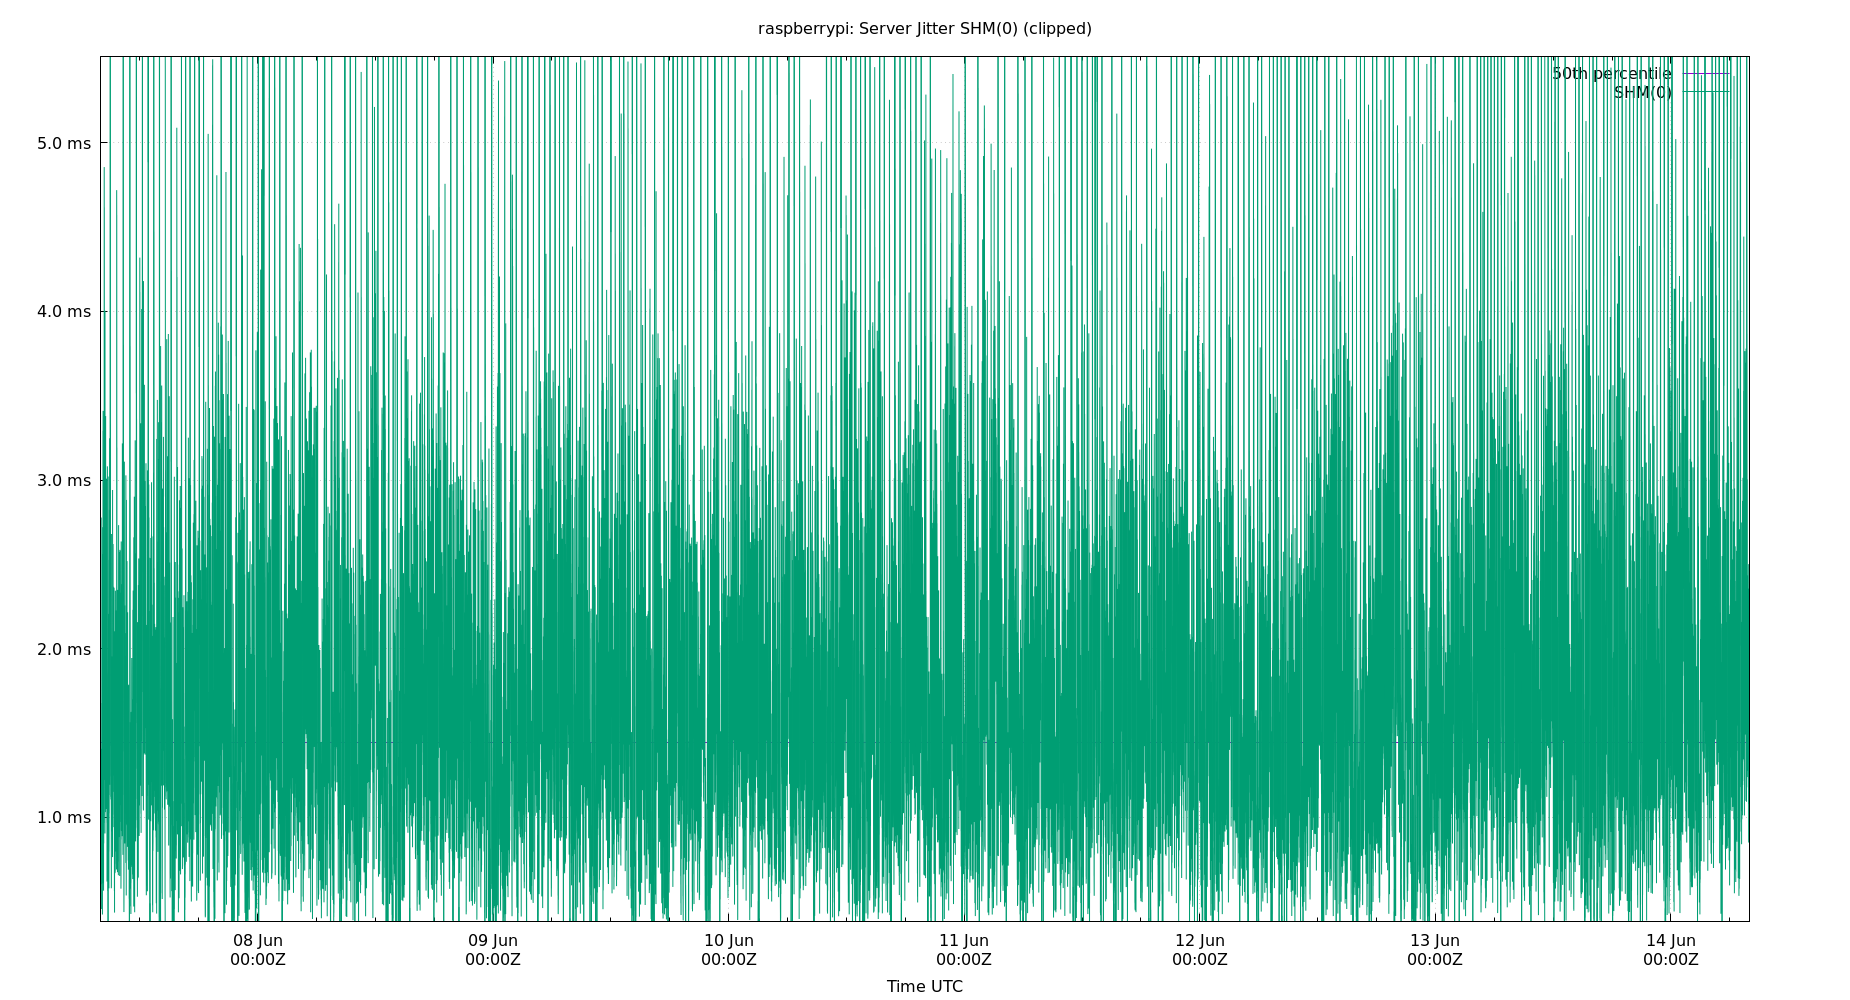 raspberrypi: Server Jitter SHM(0) (clipped)
50th percentile
SHM(0)
5.0 ms
4.0 ms
3.0 ms
2.0 ms
1.0 ms
08 Jun 09 Jun 10 Jun 11 Jun 12 Jun 13 Jun 14 Jun
00:00Z 00:00Z 00:00Z 00:00Z 00:00Z 00:00Z 00:00Z
Time UTC